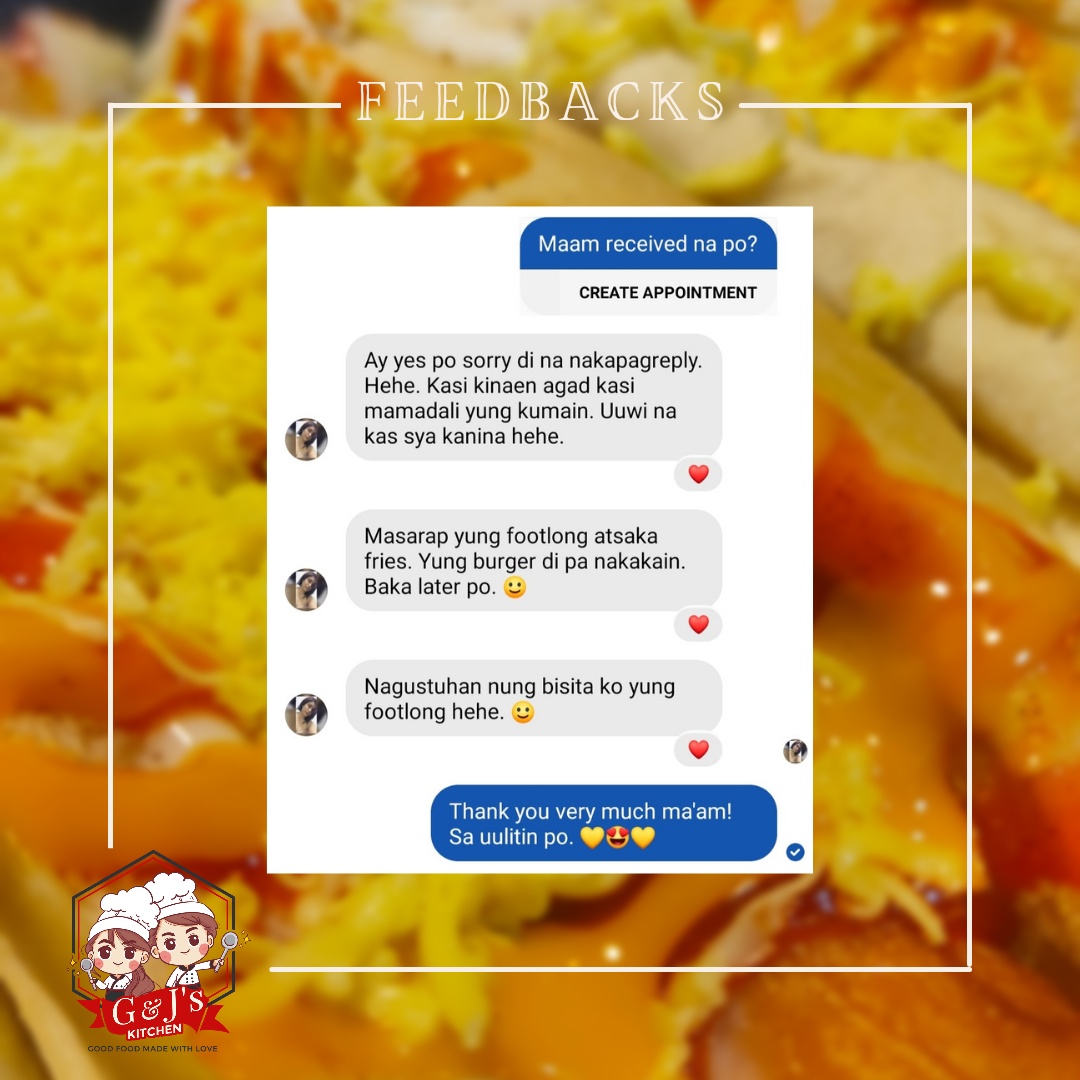 FEEDBACKS
Maam received na po?
CREATE APPOINTMENT
Ay yes po sorry di na nakapagreply.
Hehe. Kasi kinaen agad kasi
mamadali yung kumain. Uuwi na
kas sya kanina hehe.
Masarap yung footlong atsaka
fries. Yung burger di pa nakakain.
Baka later po. 🙂
Nagustuhan nung bisita ko yung
footlong hehe. 🙂
Thank you very much ma'am!
Sa uulitin po. 💛😍💛
G&J's
KITCHEN
GOOD FOOD MADE WITH LOVE